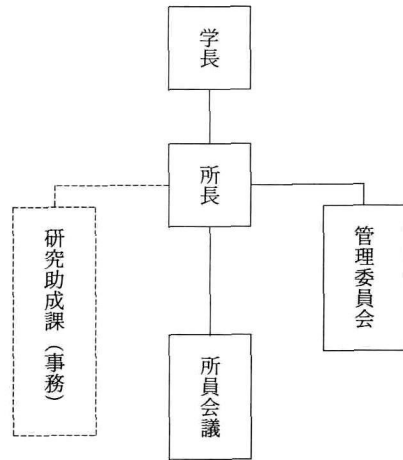 学長
所長
管理委員会
研究助成課（事務）
所員会議